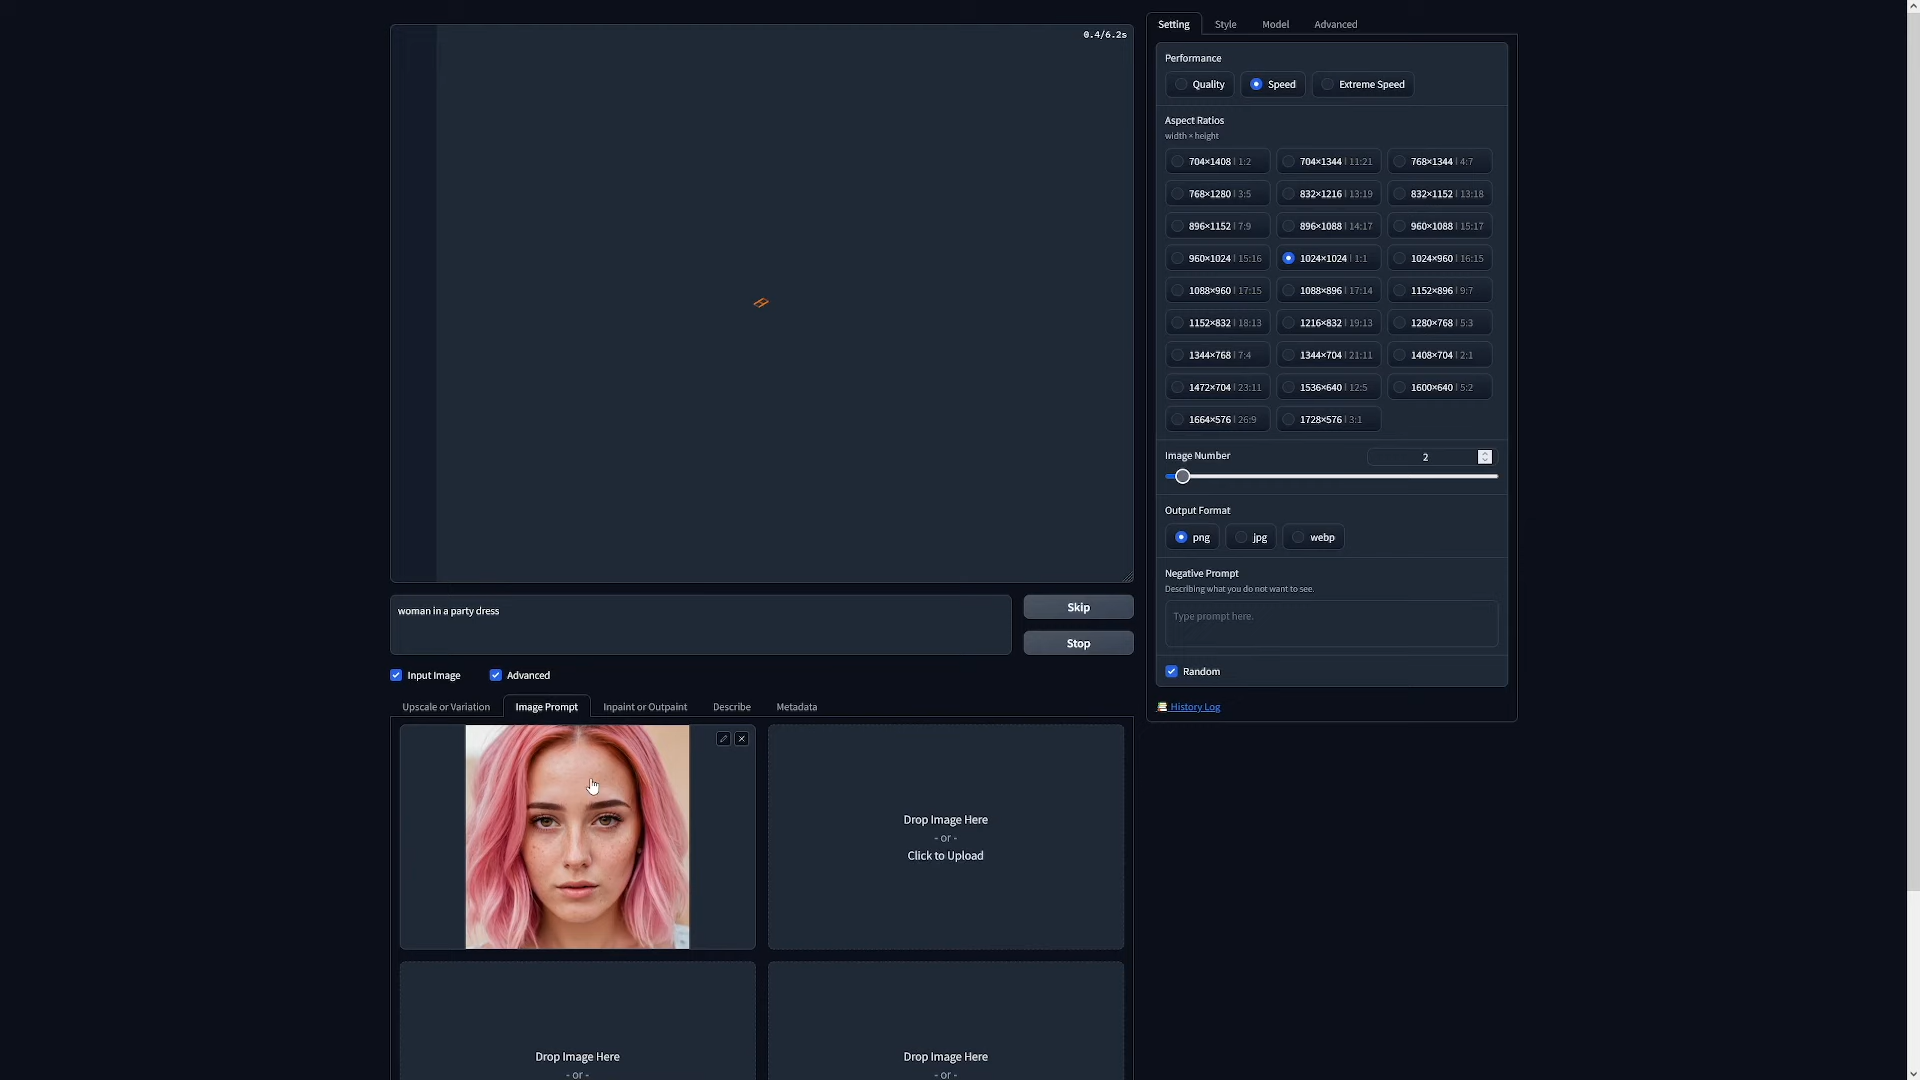 0.4/6.2s
woman in a party dress
Skip
Stop
Input Image
Advanced
Upscale or Variation
Image Prompt
Inpaint or Outpaint
Describe
Metadata
Drop Image Here
- or -
Click to Upload
Drop Image Here
- or -
Drop Image Here
- or -
Setting
Style
Model
Advanced
Performance
Quality
Speed
Extreme Speed
Aspect Ratios
width × height
704×1408 | 1:2
704×1344 | 11:21
768×1344 | 4:7
768×1280 | 3:5
832×1216 | 13:19
832×1152 | 13:18
896×1152 | 7:9
896×1088 | 14:17
960×1088 | 15:17
960×1024 | 15:16
1024×1024 | 1:1
1024×960 | 16:15
1088×960 | 17:15
1088×896 | 17:14
1152×896 | 9:7
1152×832 | 18:13
1216×832 | 19:13
1280×768 | 5:3
1344×768 | 7:4
1344×704 | 21:11
1408×704 | 2:1
1472×704 | 23:11
1536×640 | 12:5
1600×640 | 5:2
1664×576 | 26:9
1728×576 | 3:1
Image Number
2
Output Format
png
jpg
webp
Negative Prompt
Describing what you do not want to see.
Type prompt here.
Random
History Log